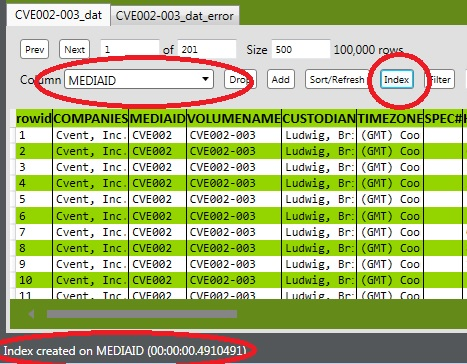 CVE002-003_dat CVE002-003_dat_error
Prev Next 1 of 201 Size 500 100,000 rows
Column MEDIAID Drop Add Sort/Refresh Index Filter
rowid COMPANIES MEDIAID VOLUMENAME CUSTODIAN TIMEZONE SPEC#
1 Cvent, Inc. CVE002 CVE002-003 Ludwig, Br: (GMT) Coo
2 Cvent, Inc. CVE002 CVE002-003 Ludwig, Br: (GMT) Coo
3 Cvent, Inc. CVE002 CVE002-003 Ludwig, Br: (GMT) Coo
4 Cvent, Inc. CVE002 CVE002-003 Ludwig, Br: (GMT) Coo
5 Cvent, Inc. CVE002 CVE002-003 Ludwig, Br: (GMT) Coo
6 Cvent, Inc. CVE002 CVE002-003 Ludwig, Br: (GMT) Coo
7 Cvent, Inc. CVE002 CVE002-003 Ludwig, Br: (GMT) Coo
8 Cvent, Inc. CVE002 CVE002-003 Ludwig, Br: (GMT) Coo
9 Cvent, Inc. CVE002 CVE002-003 Ludwig, Br: (GMT) Coo
10 Cvent, Inc. CVE002 CVE002-003 Ludwig, Br: (GMT) Coo
11 Cvent, Inc. CVE002 CVE002-003 Ludwig, Br: (GMT) Coo
Index created on MEDIAID (00:00:00.4910491)